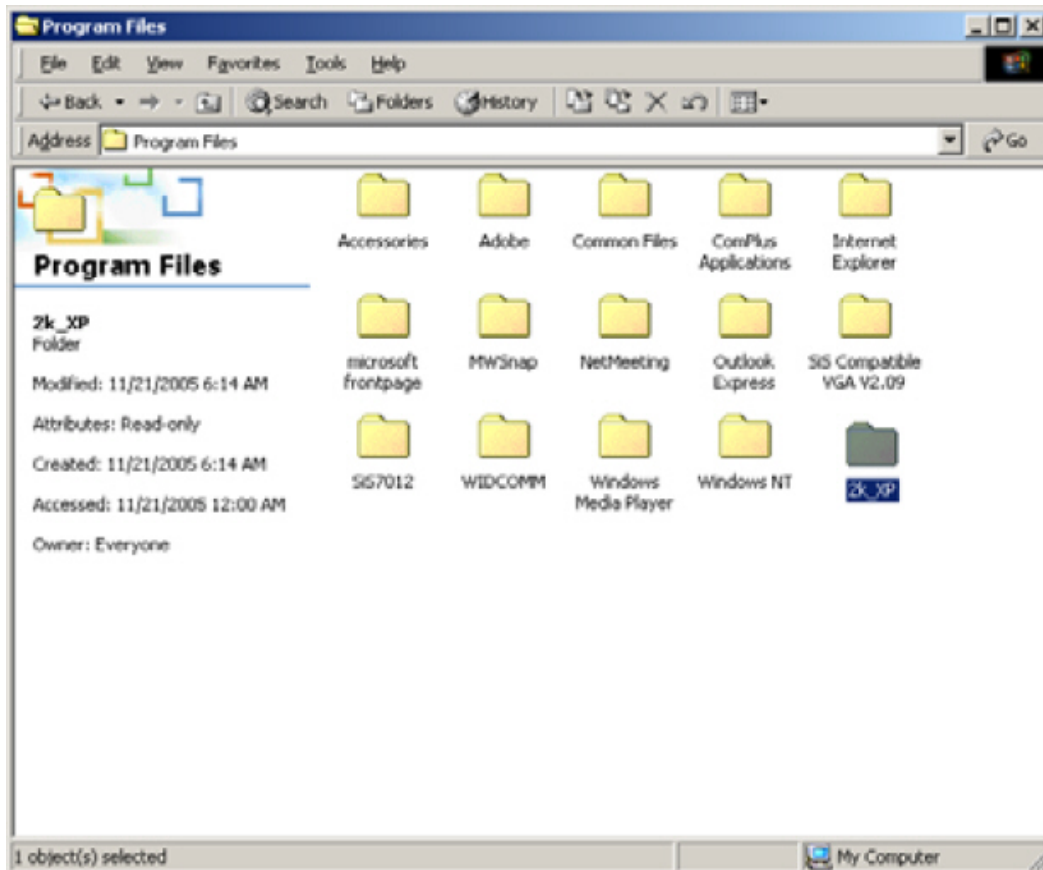 Program Files
File Edit View Favorites Tools Help
Back Search Folders History
Address Program Files Go
Program Files
2k_XP
Folder
Modified: 11/21/2005 6:14 AM
Attributes: Read-only
Created: 11/21/2005 6:14 AM
Accessed: 11/21/2005 12:00 AM
Owner: Everyone
Accessories Adobe Common Files ComPlus Internet
Applications Explorer
microsoft MWSnap NetMeeting Outlook SiS Compatible
frontpage Express VGA V2.09
SiS7012 WIDCOMM Windows Windows NT 2k_XP
Media Player
1 object(s) selected My Computer